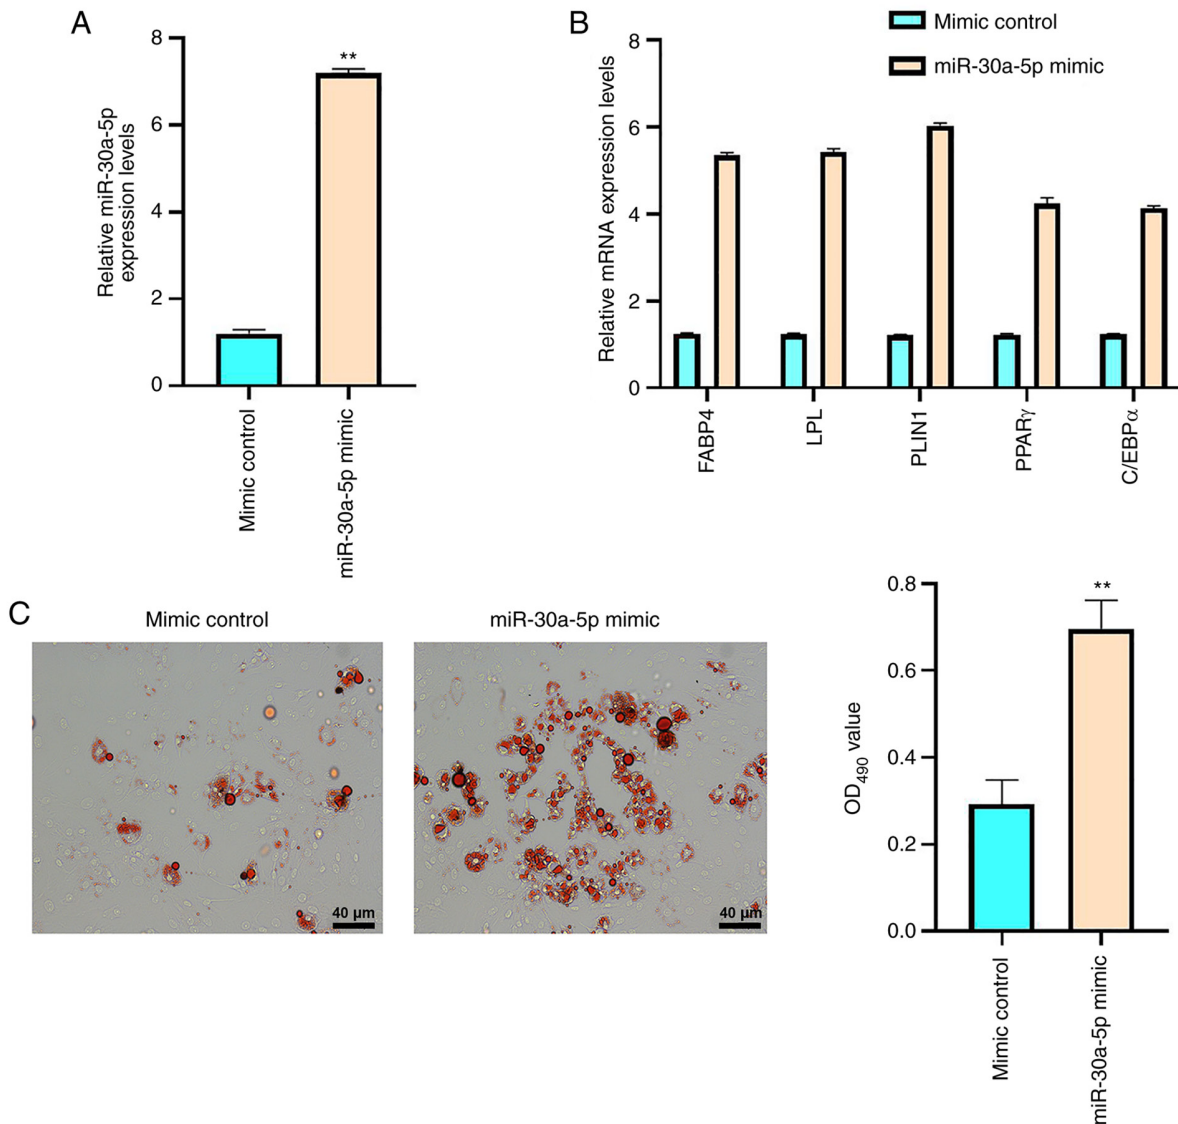 A
Relative miR-30a-5p
expression levels
8
6
4
2
0
**
Mimic control
miR-30a-5p mimic
B
Mimic control
miR-30a-5p mimic
Relative mRNA expression levels
8
6
4
2
0
FABP4
LPL
PLIN1
PPARγ
C/EBPα
C
Mimic control
miR-30a-5p mimic
40 µm
40 µm
OD490 value
0.8
0.6
0.4
0.2
0.0
**
Mimic control
miR-30a-5p mimic